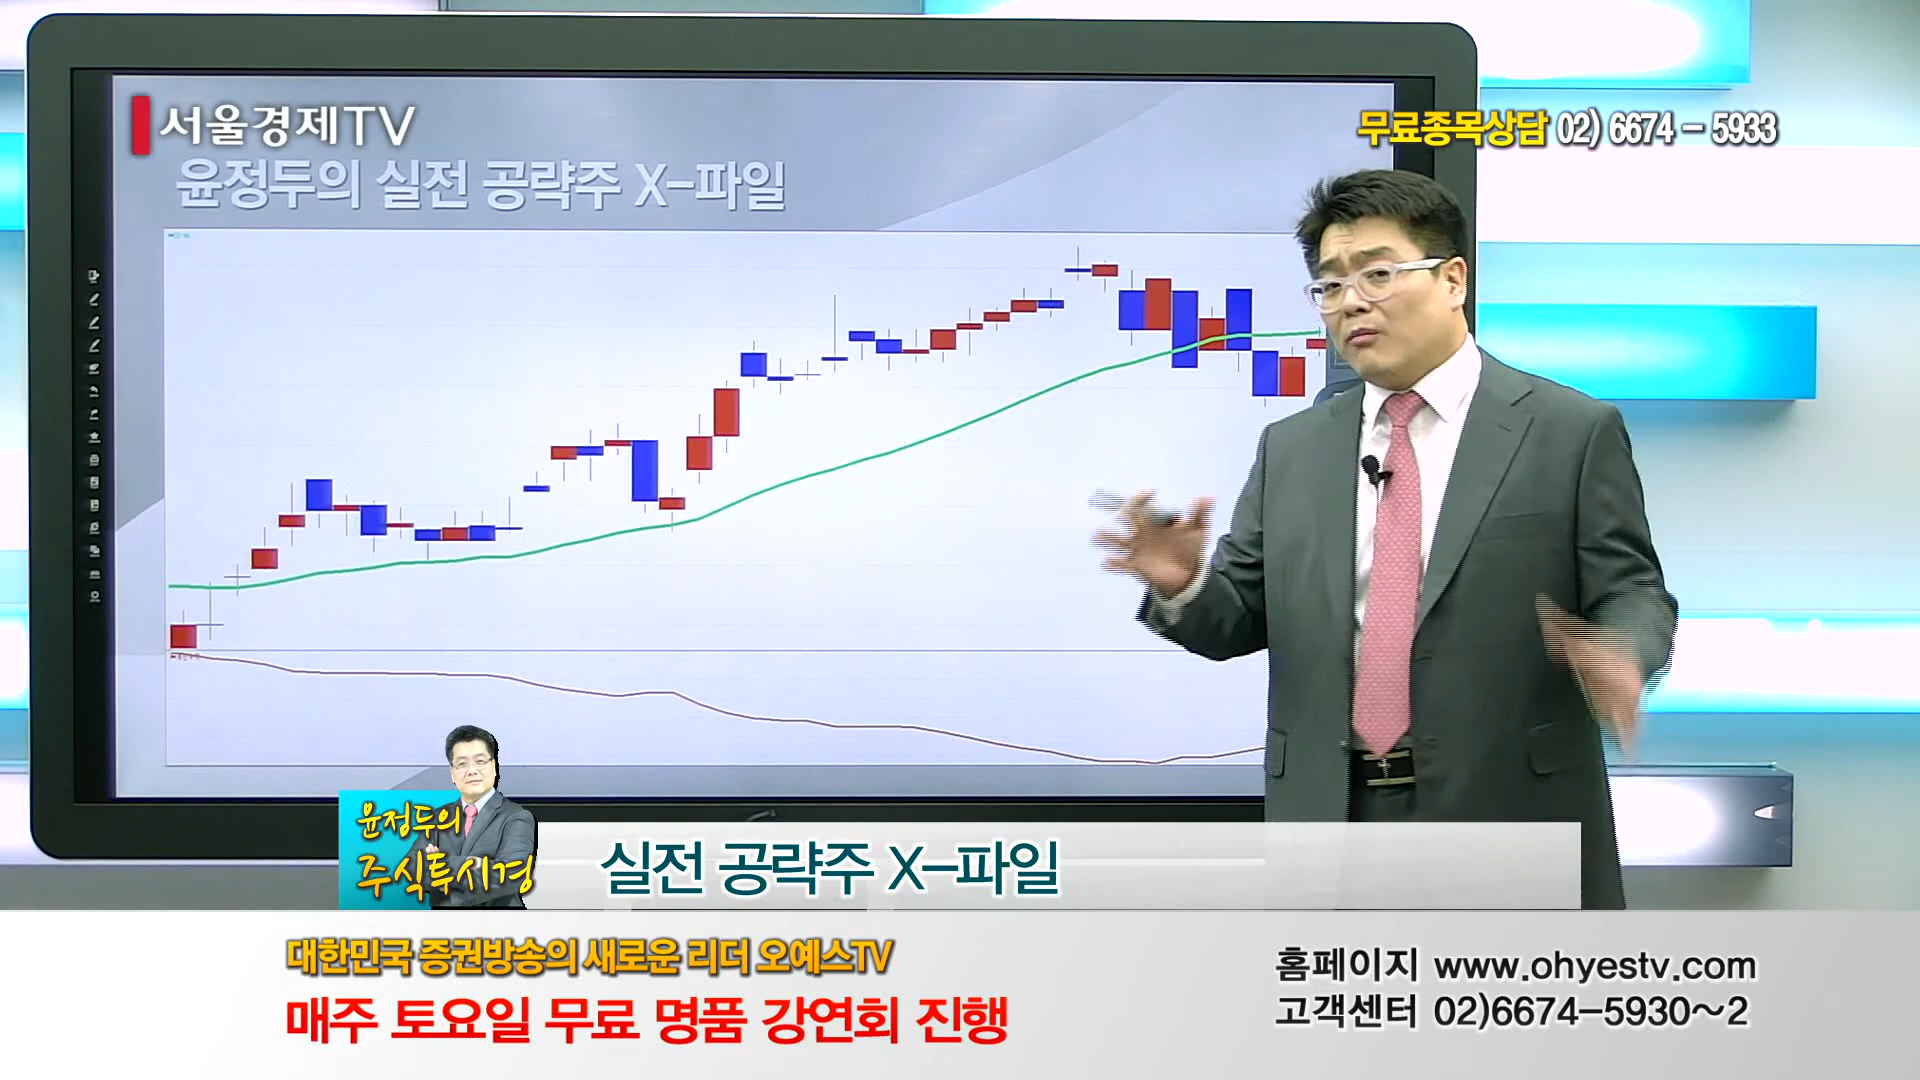 서울경제TV
무료종목상담 02) 6674 - 5933
윤정두의 실전 공략주 X-파일
윤정두의
주식투시경
실전 공략주 X-파일
대한민국 증권방송의 새로운 리더 오예스TV
매주 토요일 무료 명품 강연회 진행
홈페이지 www.ohyestv.com
고객센터 02)6674-5930~2